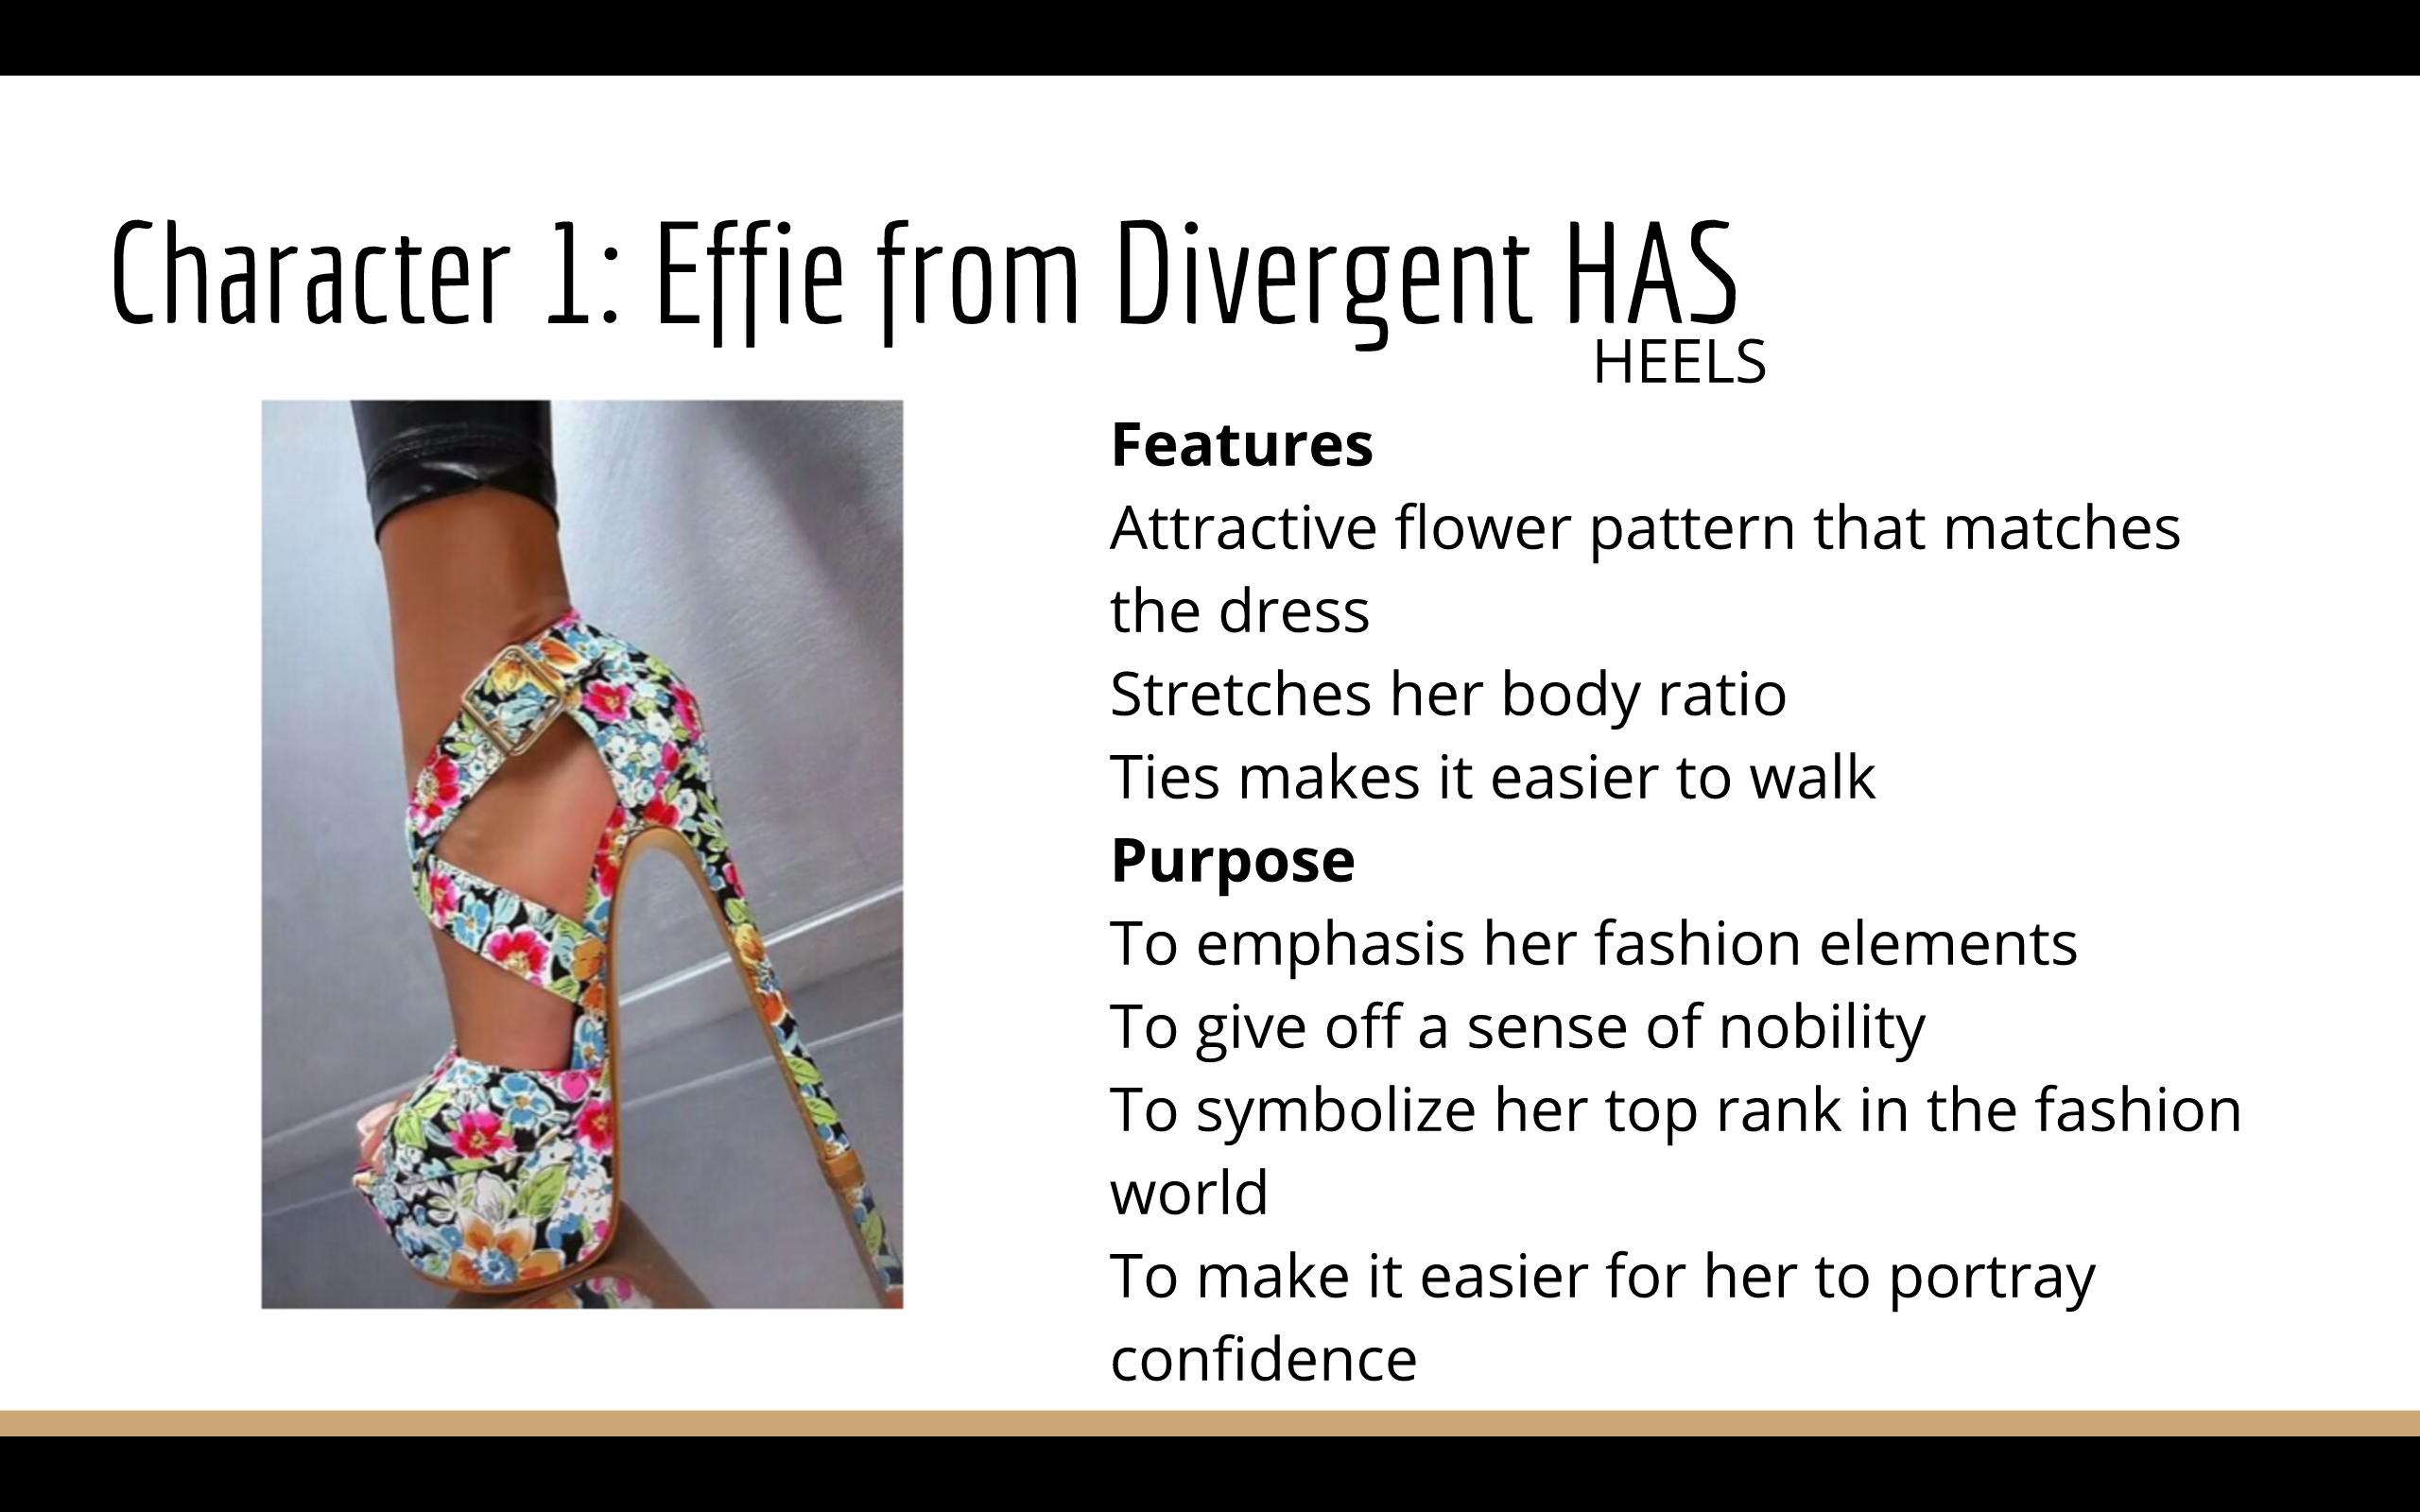 Character 1: Effie from Divergent HAS
HEELS
Features
Attractive flower pattern that matches
the dress
Stretches her body ratio
Ties makes it easier to walk
Purpose
To emphasis her fashion elements
To give off a sense of nobility
To symbolize her top rank in the fashion
world
To make it easier for her to portray
confidence